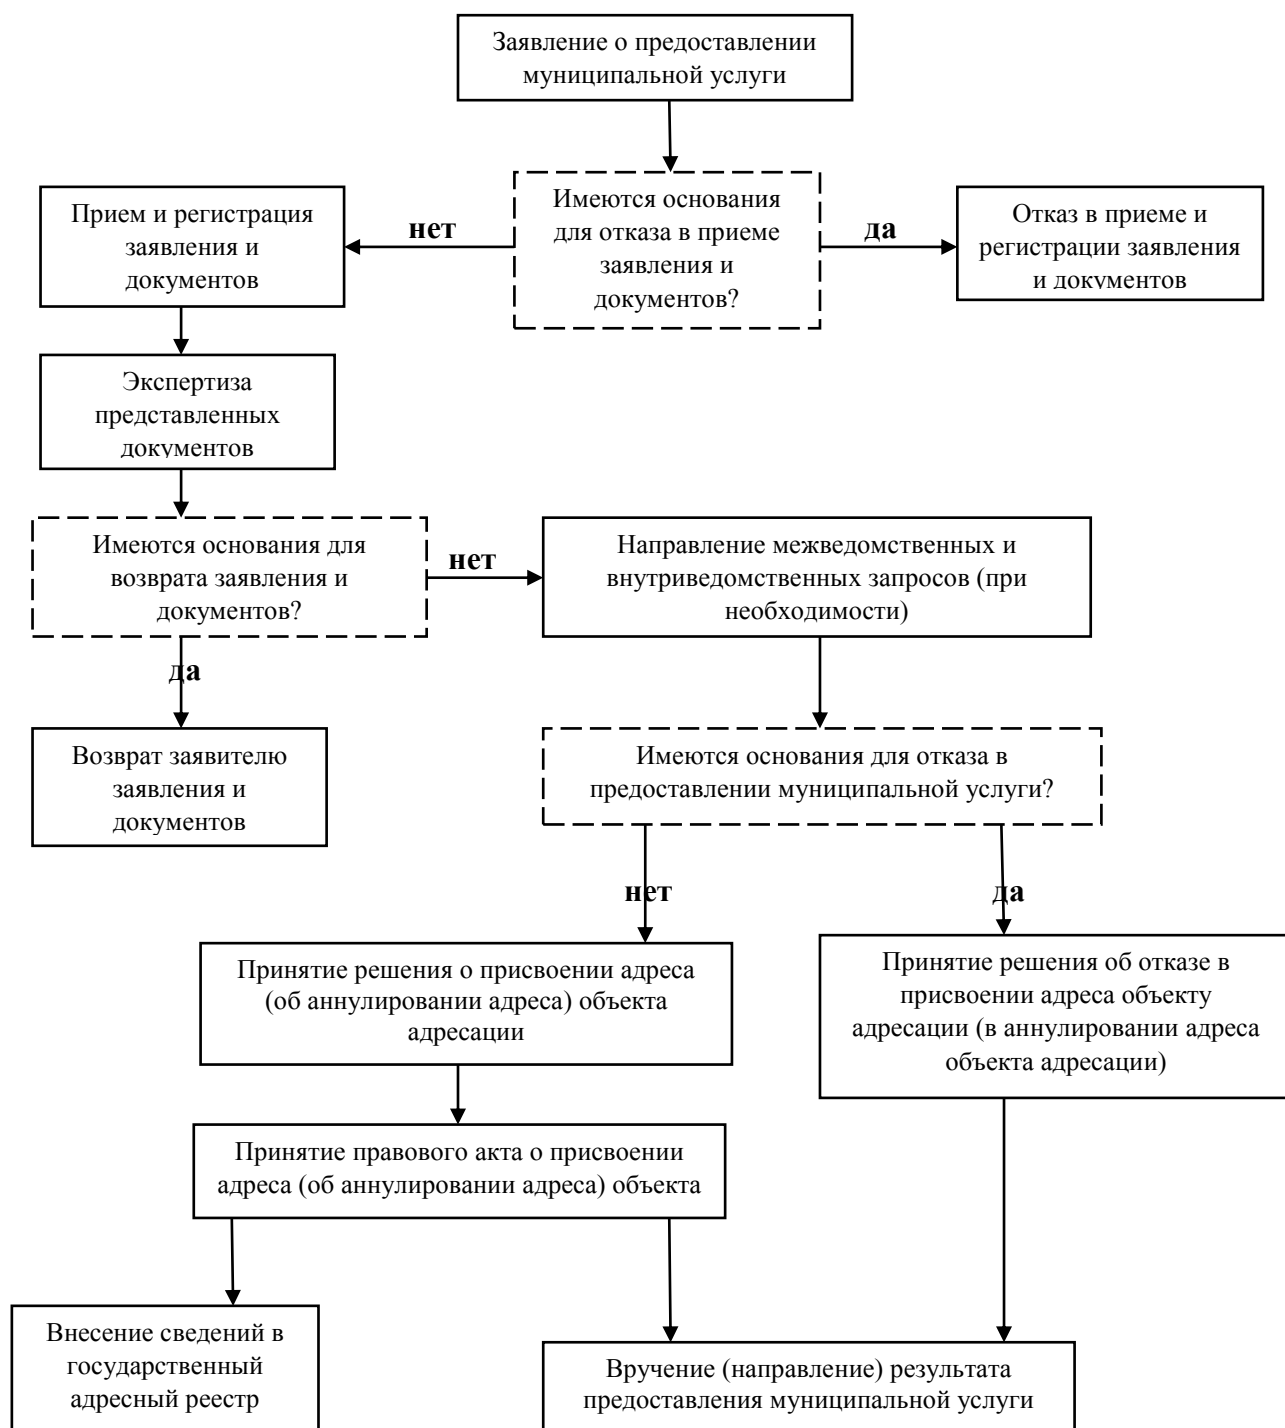 Заявление о предоставлении
муниципальной услуги
Имеются основания
для отказа в приеме
заявления и
документов?
нет
да
Прием и регистрация
заявления и
документов
Отказ в приеме и
регистрации заявления
и документов
Экспертиза
представленных
документов
Имеются основания для
возврата заявления и
документов?
нет
Направление межведомственных и
внутриведомственных запросов (при
необходимости)
да
Возврат заявителю
заявления и
документов
Имеются основания для отказа в
предоставлении муниципальной услуги?
нет
да
Принятие решения о присвоении адреса
(об аннулировании адреса) объекта
адресации
Принятие решения об отказе в
присвоении адреса объекту
адресации (в аннулировании адреса
объекта адресации)
Принятие правового акта о присвоении
адреса (об аннулировании адреса) объекта
Внесение сведений в
государственный
адресный реестр
Вручение (направление) результата
предоставления муниципальной услуги